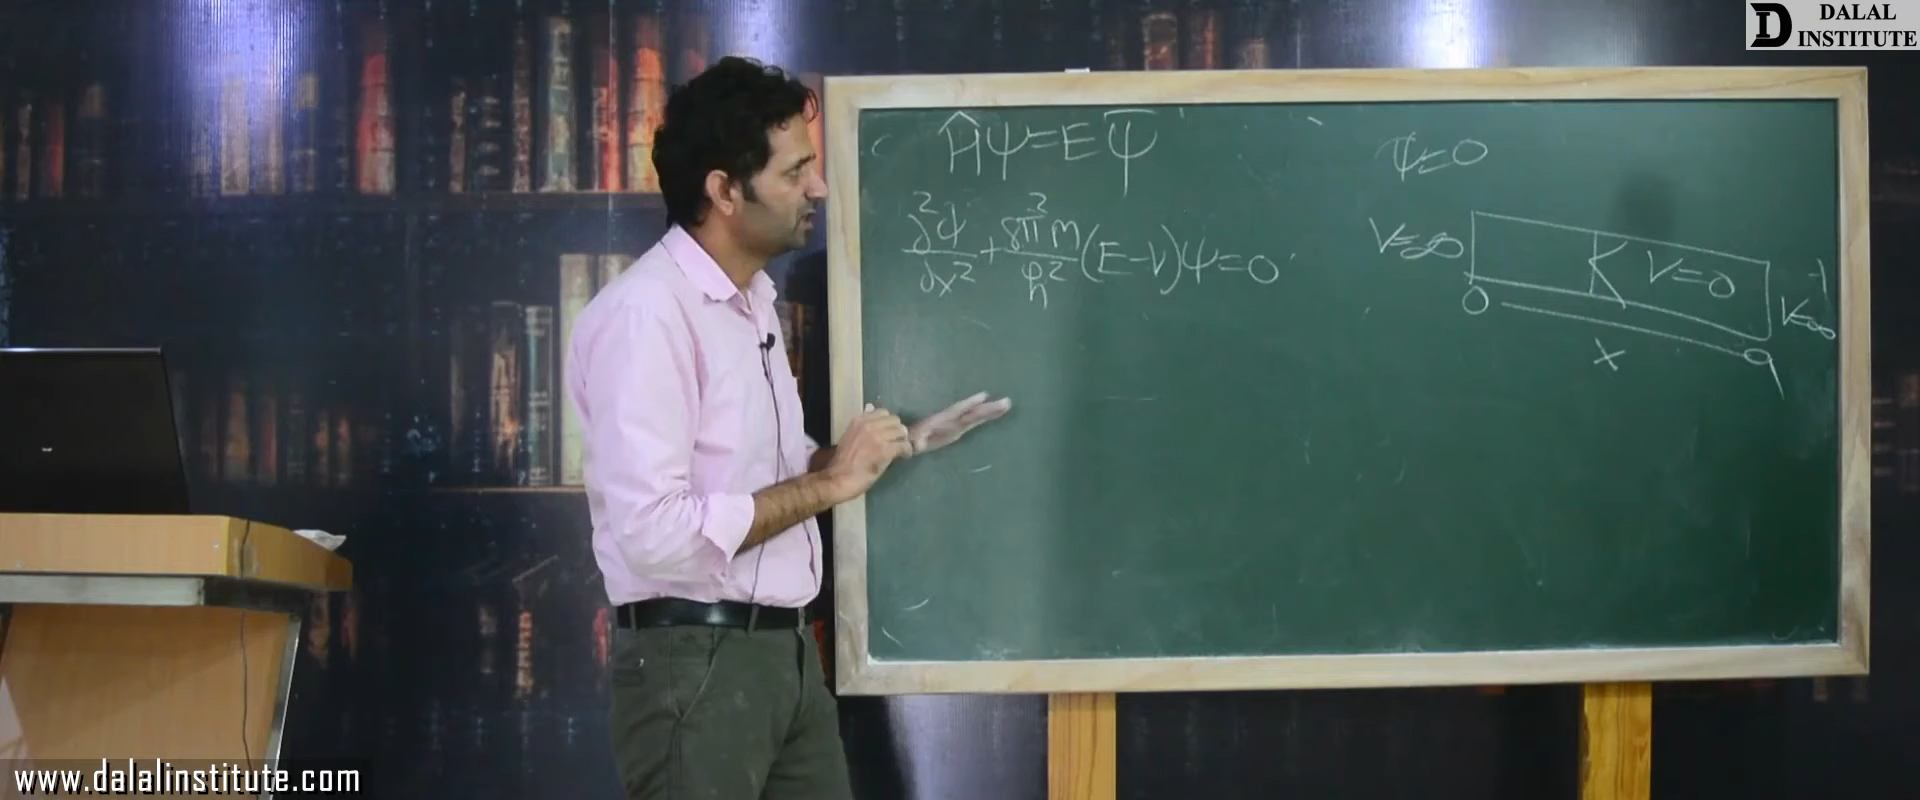 DALAL
INSTITUTE
Ĥψ=Eψ
ψ=0
∂²ψ/∂x² + 8π²m/h² (E-V)ψ=0
V=∞
V=0
V=∞
0
x
a
www.dalalinstitute.com